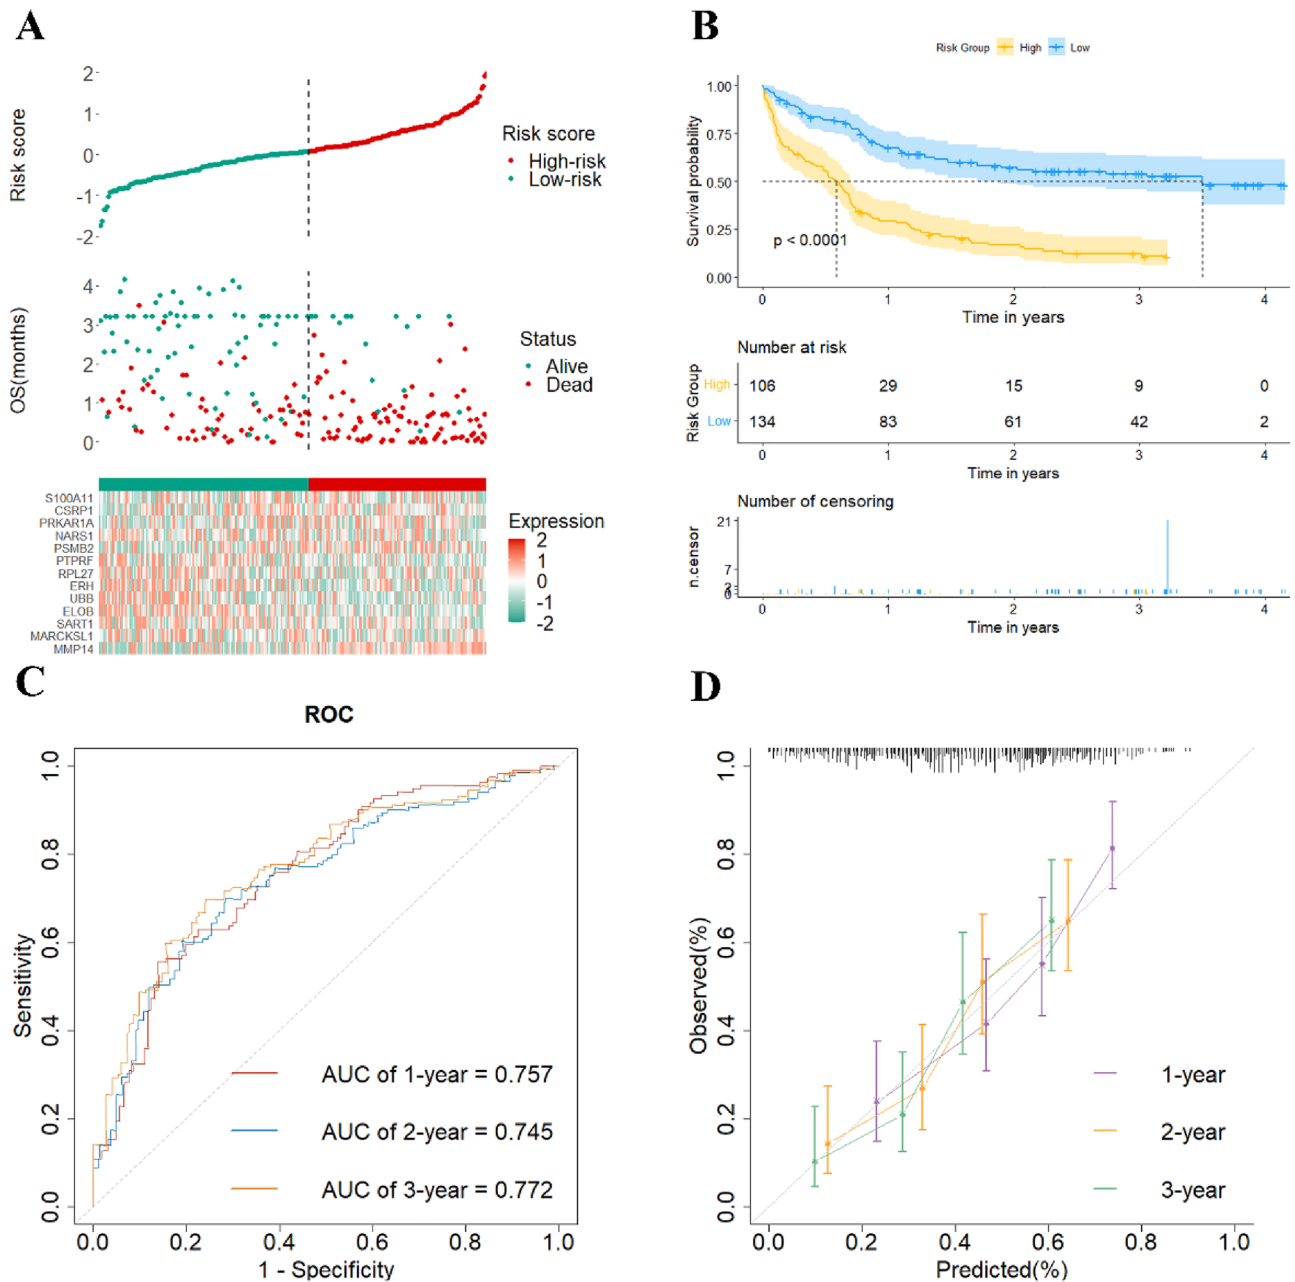 A
2
1
0
-1
-2
Risk score
Risk score
High-risk
Low-risk
4
3
2
1
0
OS(months)
Status
Alive
Dead
S100A11
CSRP1
PRKAR1A
NARS1
PSMB2
PTPRF
RPL27
ERH
UBB
ELOB
SART1
MARCKSL1
MMP14
Expression
2
1
0
-1
-2
B
Risk Group High Low
1.00
0.75
0.50
0.25
0.00
Survival probability
p < 0.0001
0 1 2 3 4
Time in years
Number at risk
Risk Group
High 106 29 15 9 0
Low 134 83 61 42 2
0 1 2 3 4
Time in years
Number of censoring
n.censor
21
7
0
0 1 2 3 4
Time in years
C
ROC
Sensitivity
1.0
0.8
0.6
0.4
0.2
0.0
AUC of 1-year = 0.757
AUC of 2-year = 0.745
AUC of 3-year = 0.772
0.0 0.2 0.4 0.6 0.8 1.0
1 - Specificity
D
Observed(%)
1.0
0.8
0.6
0.4
0.2
0.0
1-year
2-year
3-year
0.0 0.2 0.4 0.6 0.8 1.0
Predicted(%)